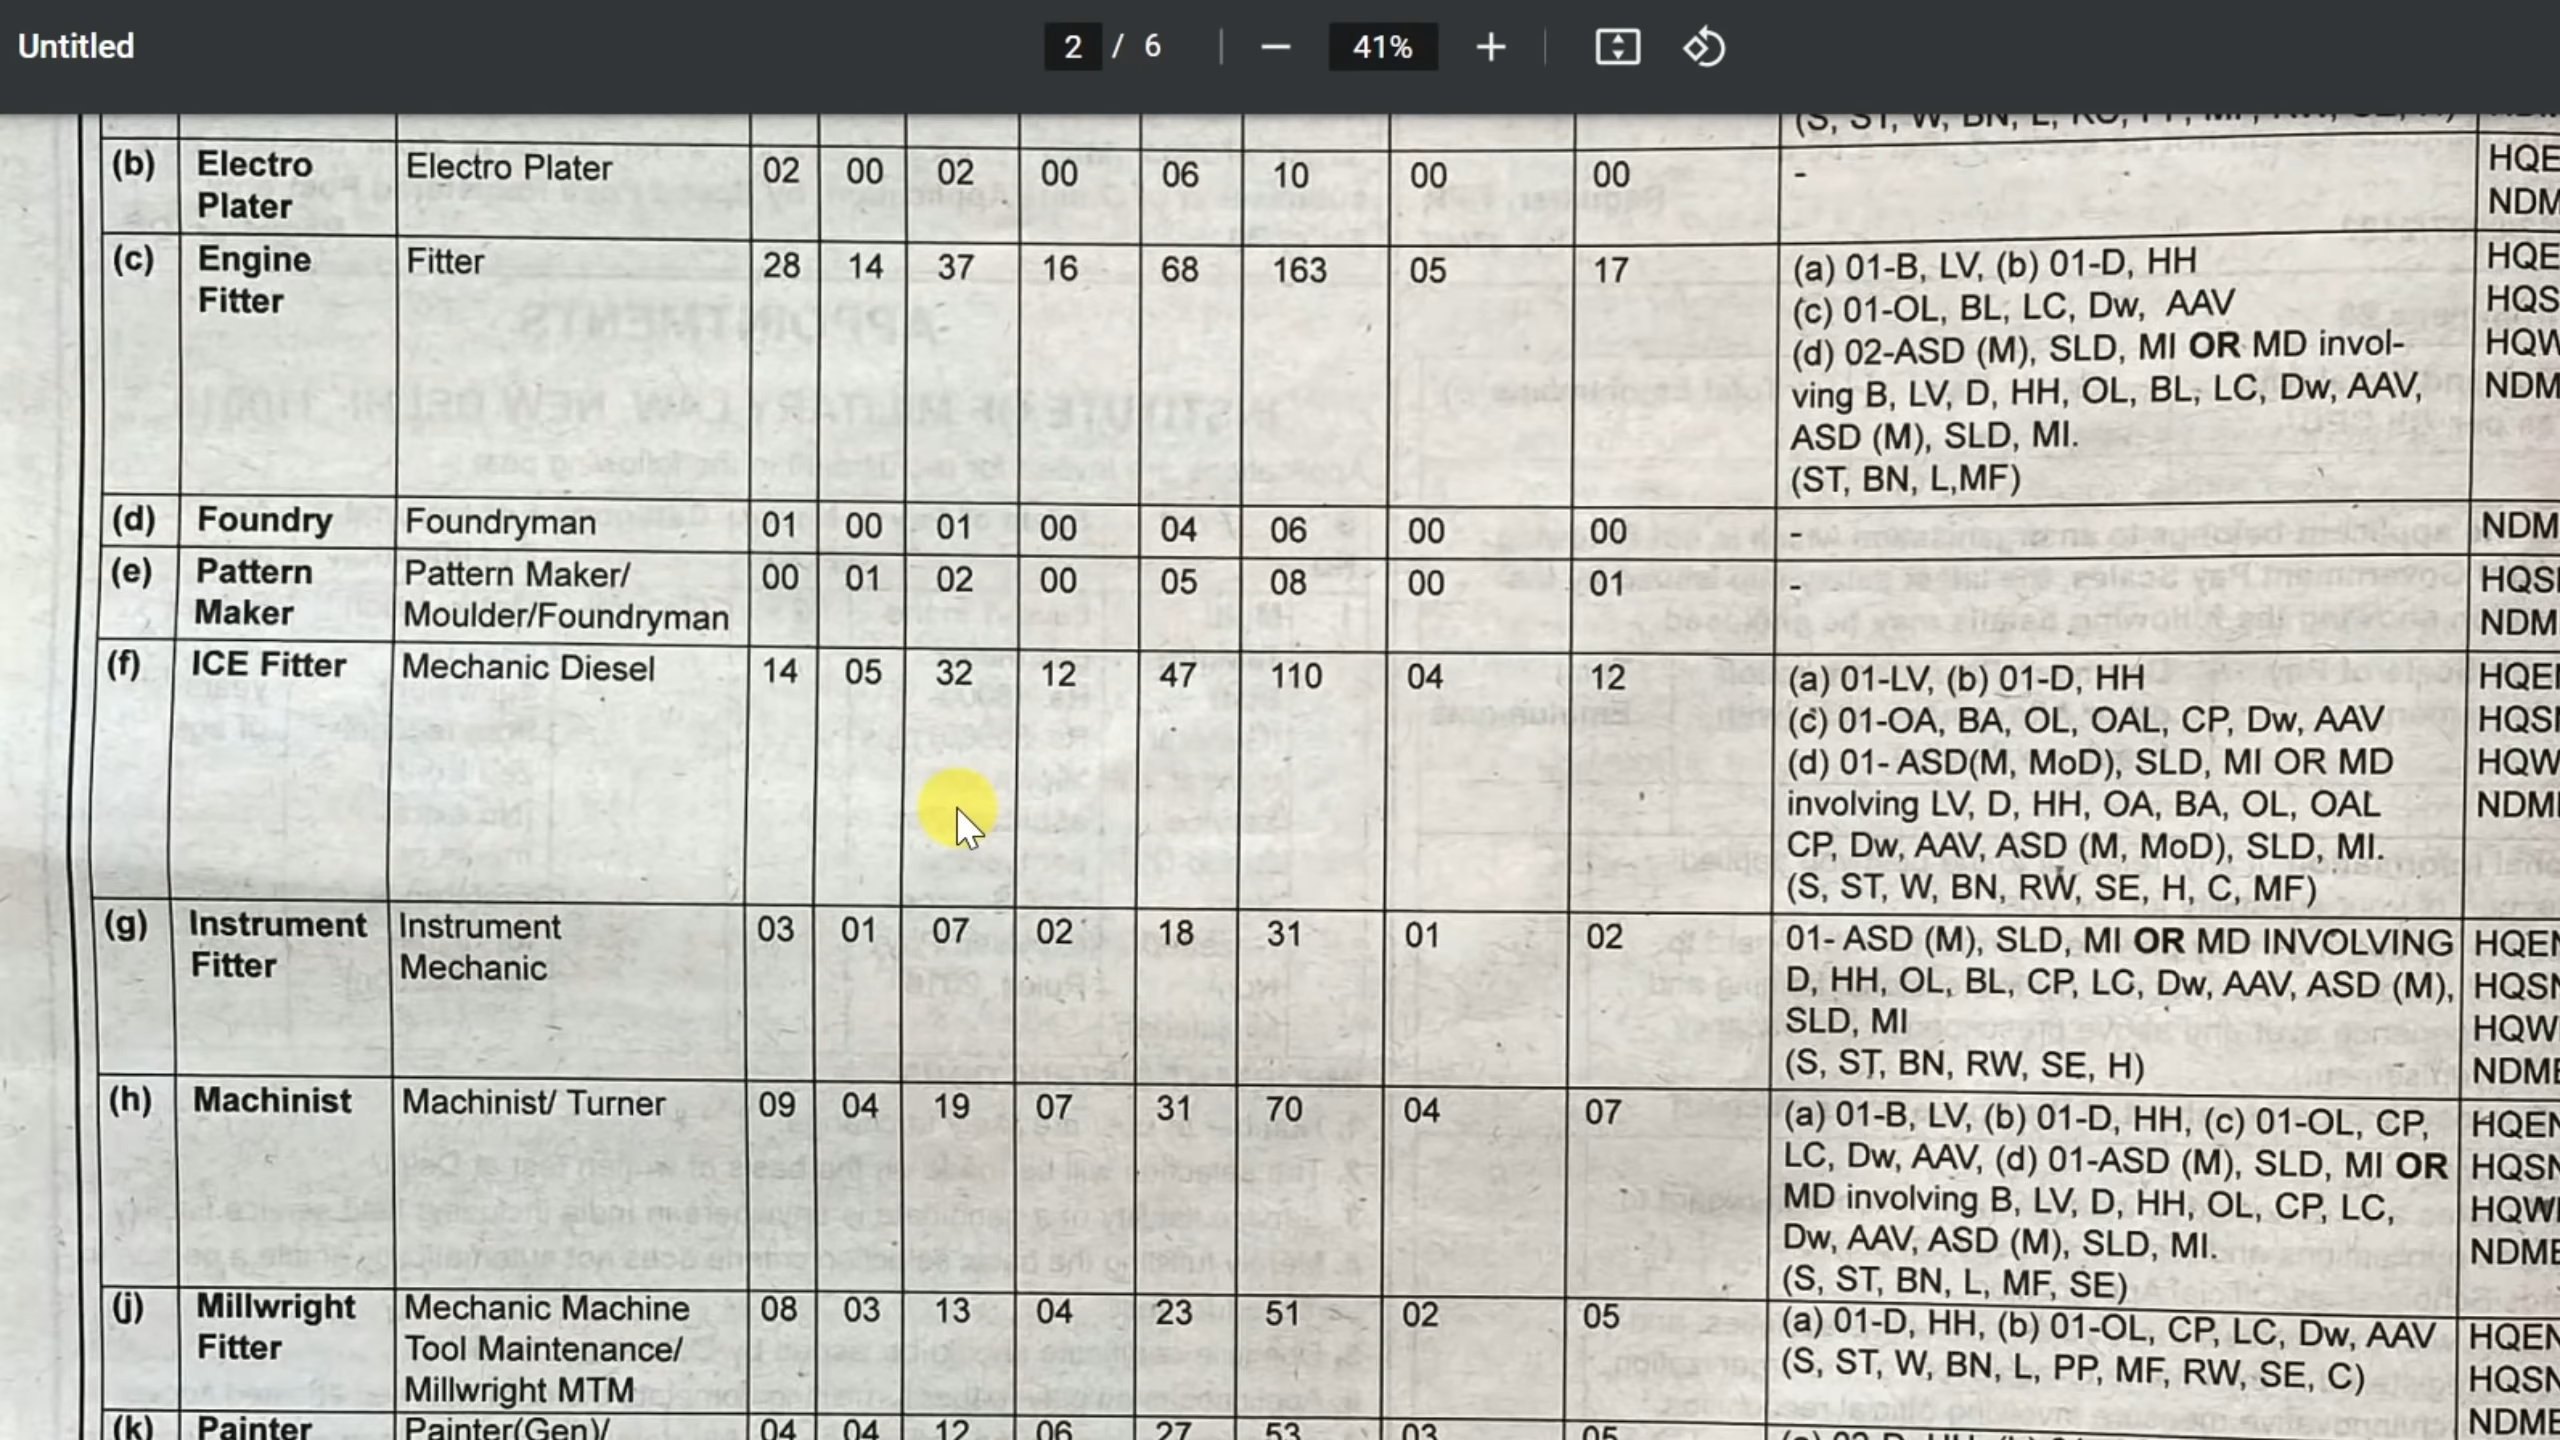 Untitled
2 / 6
41%
(b) Electro Plater Electro Plater 02 00 02 00 06 10 00 00 - HQE
NDM
(c) Engine Fitter Fitter 28 14 37 16 68 163 05 17 (a) 01-B, LV, (b) 01-D, HH HQE
(c) 01-OL, BL, LC, Dw, AAV HQS
(d) 02-ASD (M), SLD, MI OR MD invol- HQW
ving B, LV, D, HH, OL, BL, LC, Dw, AAV, NDM
ASD (M), SLD, MI.
(ST, BN, L,MF)
(d) Foundry Foundryman 01 00 01 00 04 06 00 00 - NDM
(e) Pattern Maker Pattern Maker/ 00 01 02 00 05 08 00 01 - HQS
Moulder/Foundryman NDM
(f) ICE Fitter Mechanic Diesel 14 05 32 12 47 110 04 12 (a) 01-LV, (b) 01-D, HH HQE
(c) 01-OA, BA, OL, OAL, CP, Dw, AAV HQS
(d) 01- ASD(M, MoD), SLD, MI OR MD HQW
involving LV, D, HH, OA, BA, OL, OAL NDM
CP, Dw, AAV, ASD (M, MoD), SLD, MI.
(S, ST, W, BN, RW, SE, H, C, MF)
(g) Instrument Fitter Instrument 03 01 07 02 18 31 01 02 01- ASD (M), SLD, MI OR MD INVOLVING HQEN
Mechanic D, HH, OL, BL, CP, LC, Dw, AAV, ASD (M), HQSN
SLD, MI HQW
(S, ST, BN, RW, SE, H) NDME
(h) Machinist Machinist/ Turner 09 04 19 07 31 70 04 07 (a) 01-B, LV, (b) 01-D, HH, (c) 01-OL, CP, HQEN
LC, Dw, AAV, (d) 01-ASD (M), SLD, MI OR HQSN
MD involving B, LV, D, HH, OL, CP, LC, HQW
Dw, AAV, ASD (M), SLD, MI. NDME
(S, ST, BN, L, MF, SE)
(j) Millwright Fitter Mechanic Machine 08 03 13 04 23 51 02 05 (a) 01-D, HH, (b) 01-OL, CP, LC, Dw, AAV HQEN
Tool Maintenance/ (S, ST, W, BN, L, PP, MF, RW, SE, C) HQSN
Millwright MTM NDME
(k) Painter Painter(Gen)/ 04 04 12 06 27 53 03 05